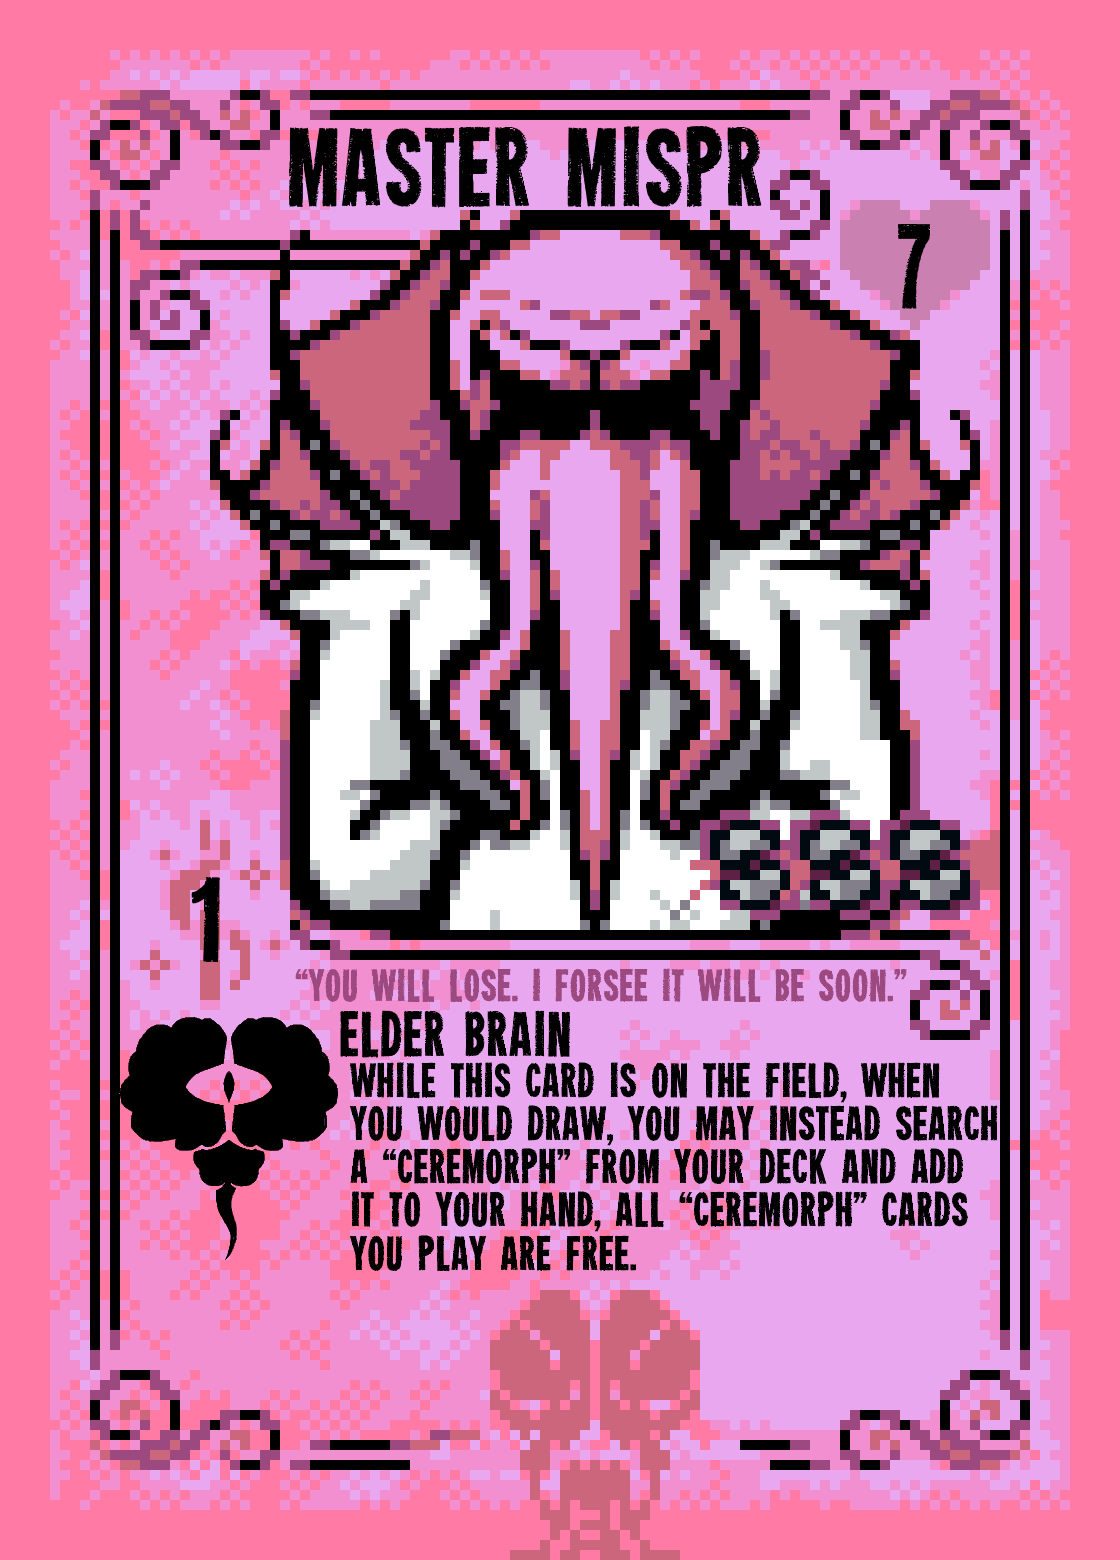 MASTER MISPR
7
1
“YOU WILL LOSE. I FORSEE IT WILL BE SOON.”
ELDER BRAIN
WHILE THIS CARD IS ON THE FIELD, WHEN
YOU WOULD DRAW, YOU MAY INSTEAD SEARCH
A “CEREMORPH” FROM YOUR DECK AND ADD
IT TO YOUR HAND, ALL “CEREMORPH” CARDS
YOU PLAY ARE FREE.